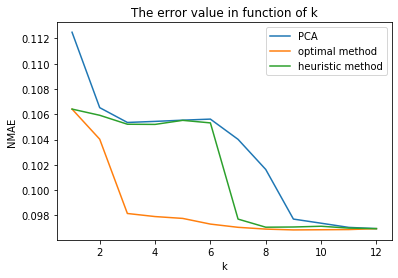 The error value in function of k
PCA
optimal method
heuristic method
NMAE
0.112
0.110
0.108
0.106
0.104
0.102
0.100
0.098
2 4 6 8 10 12
k